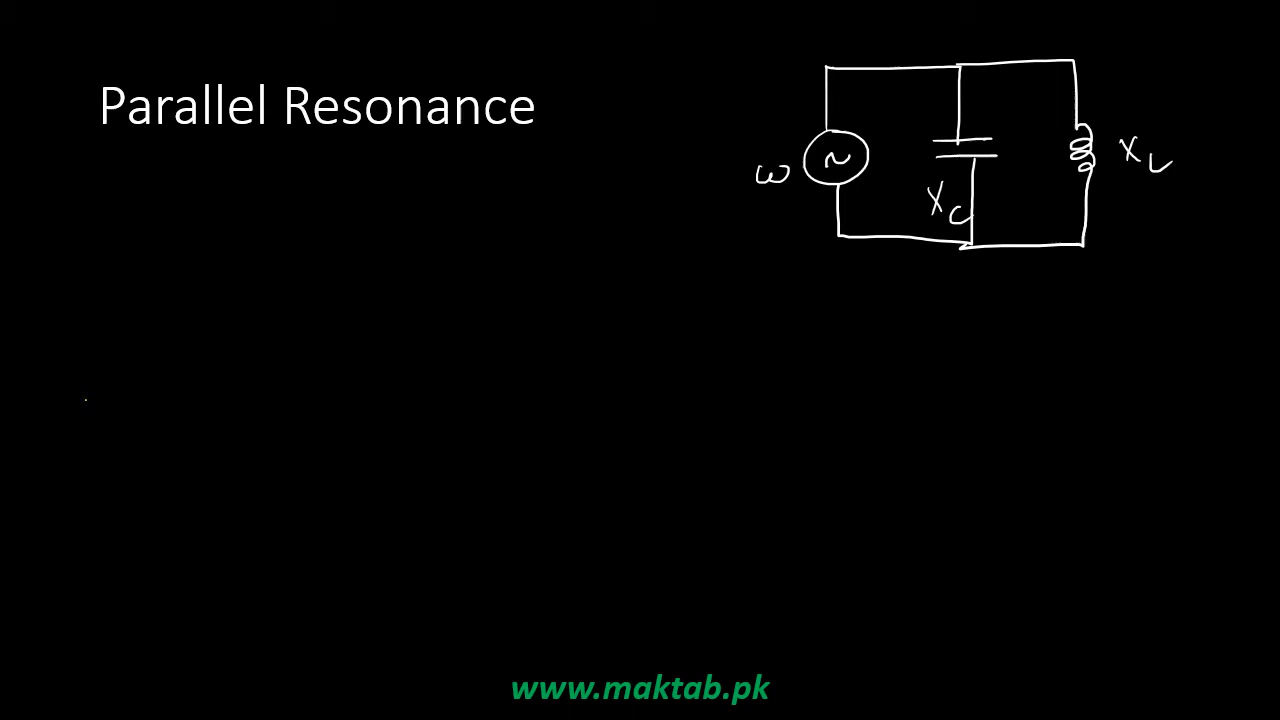 Parallel Resonance
ω
~
X_C
X_L
www.maktab.pk